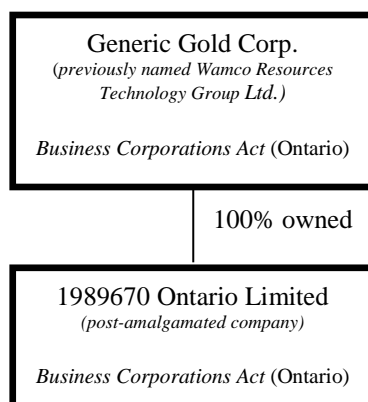 Generic Gold Corp.
(previously named Wamco Resources
Technology Group Ltd.)
Business Corporations Act (Ontario)
100% owned
1989670 Ontario Limited
(post-amalgamated company)
Business Corporations Act (Ontario)